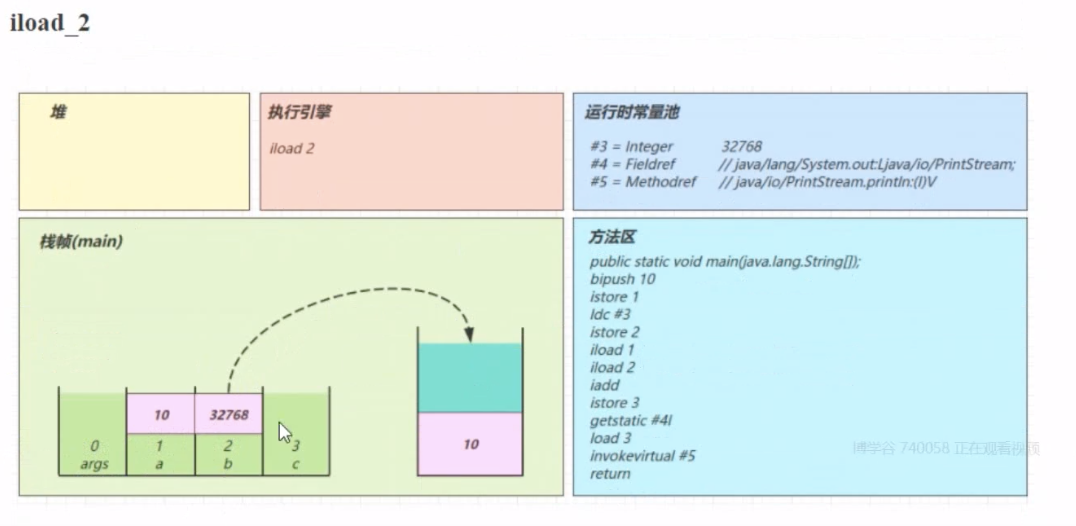 iload_2
堆
执行引擎
iload 2
运行时常量池
#3 = Integer 32768
#4 = Fieldref // java/lang/System.out:Ljava/io/PrintStream;
#5 = Methodref // java/io/PrintStream.println:(I)V
栈帧(main)
10 32768
0 1 2 3
args a b c
10
方法区
public static void main(java.lang.String[]);
bipush 10
istore 1
ldc #3
istore 2
iload 1
iload 2
iadd
istore 3
getstatic #4l
load 3
invokevirtual #5
return
博学谷 740058 正在观看视频